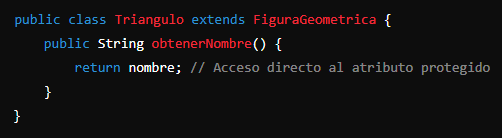 public class Triangulo extends FiguraGeometrica {
    public String obtenerNombre() {
        return nombre; // Acceso directo al atributo protegido
    }
}